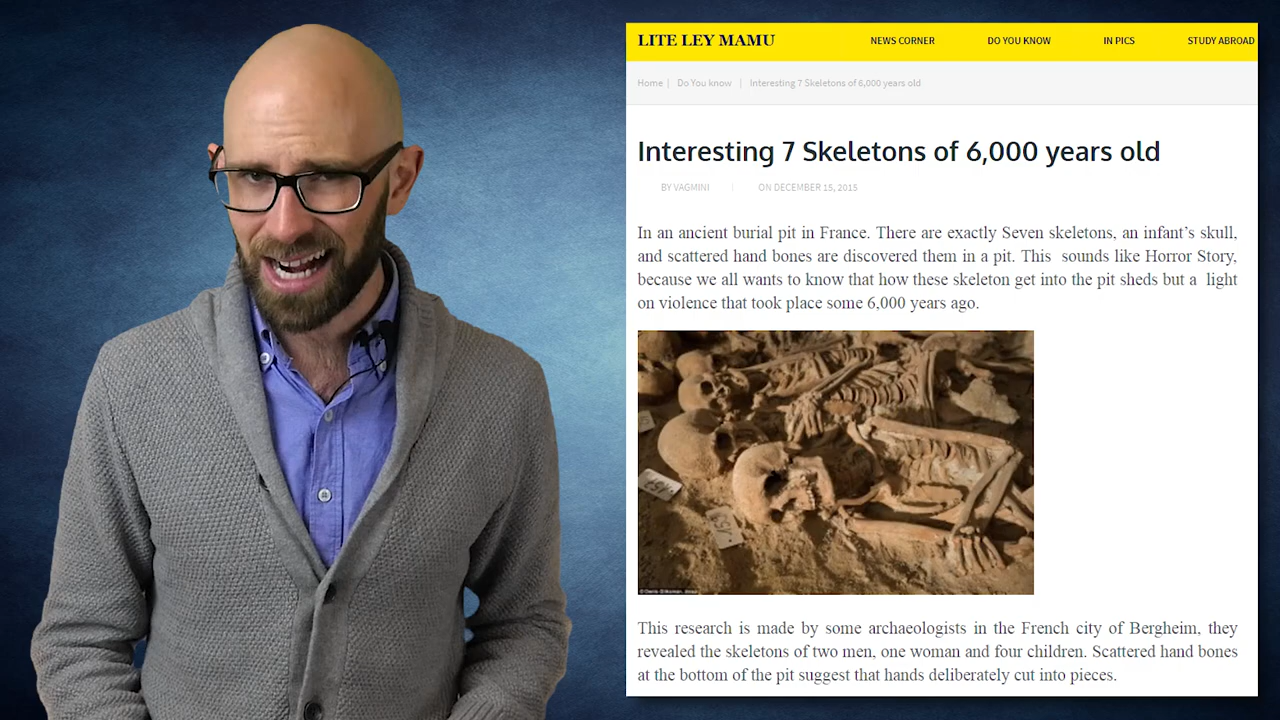 LITE LEY MAMU
NEWS CORNER DO YOU KNOW IN PICS STUDY ABROAD
Home | Do You know | Interesting 7 Skeletons of 6,000 years old
Interesting 7 Skeletons of 6,000 years old
BY VAGMINI | ON DECEMBER 15, 2015
In an ancient burial pit in France. There are exactly Seven skeletons, an infant's skull,
and scattered hand bones are discovered them in a pit. This sounds like Horror Story,
because we all wants to know that how these skeleton get into the pit sheds but a light
on violence that took place some 6,000 years ago.
This research is made by some archaeologists in the French city of Bergheim, they
revealed the skeletons of two men, one woman and four children. Scattered hand bones
at the bottom of the pit suggest that hands deliberately cut into pieces.